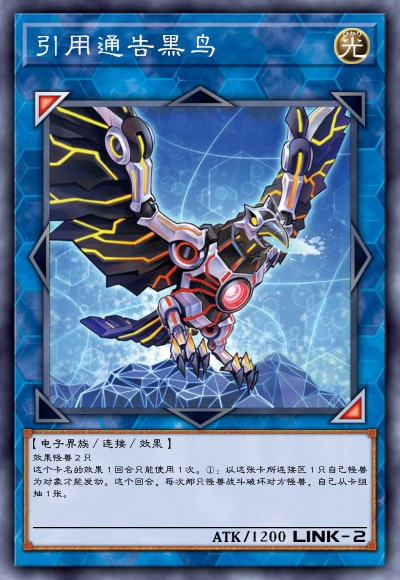 引用通告黑鸟
光
ひかり
【电子界族／连接／效果】
效果怪兽2只
这个卡名的效果1回合只能使用1次。①：以这张卡所连接区1只自己怪兽
为对象才能发动。这个回合，每次那只怪兽战斗破坏对方怪兽，自己从卡组
抽1张。
ATK/1200 LINK-2